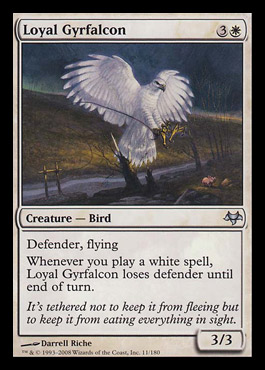 Loyal Gyrfalcon 3
Creature — Bird
Defender, flying
Whenever you play a white spell,
Loyal Gyrfalcon loses defender until
end of turn.
It's tethered not to keep it from fleeing but
to keep it from eating everything in sight.
Darrell Riche
™ & © 1993–2008 Wizards of the Coast, Inc. 11/180
3/3